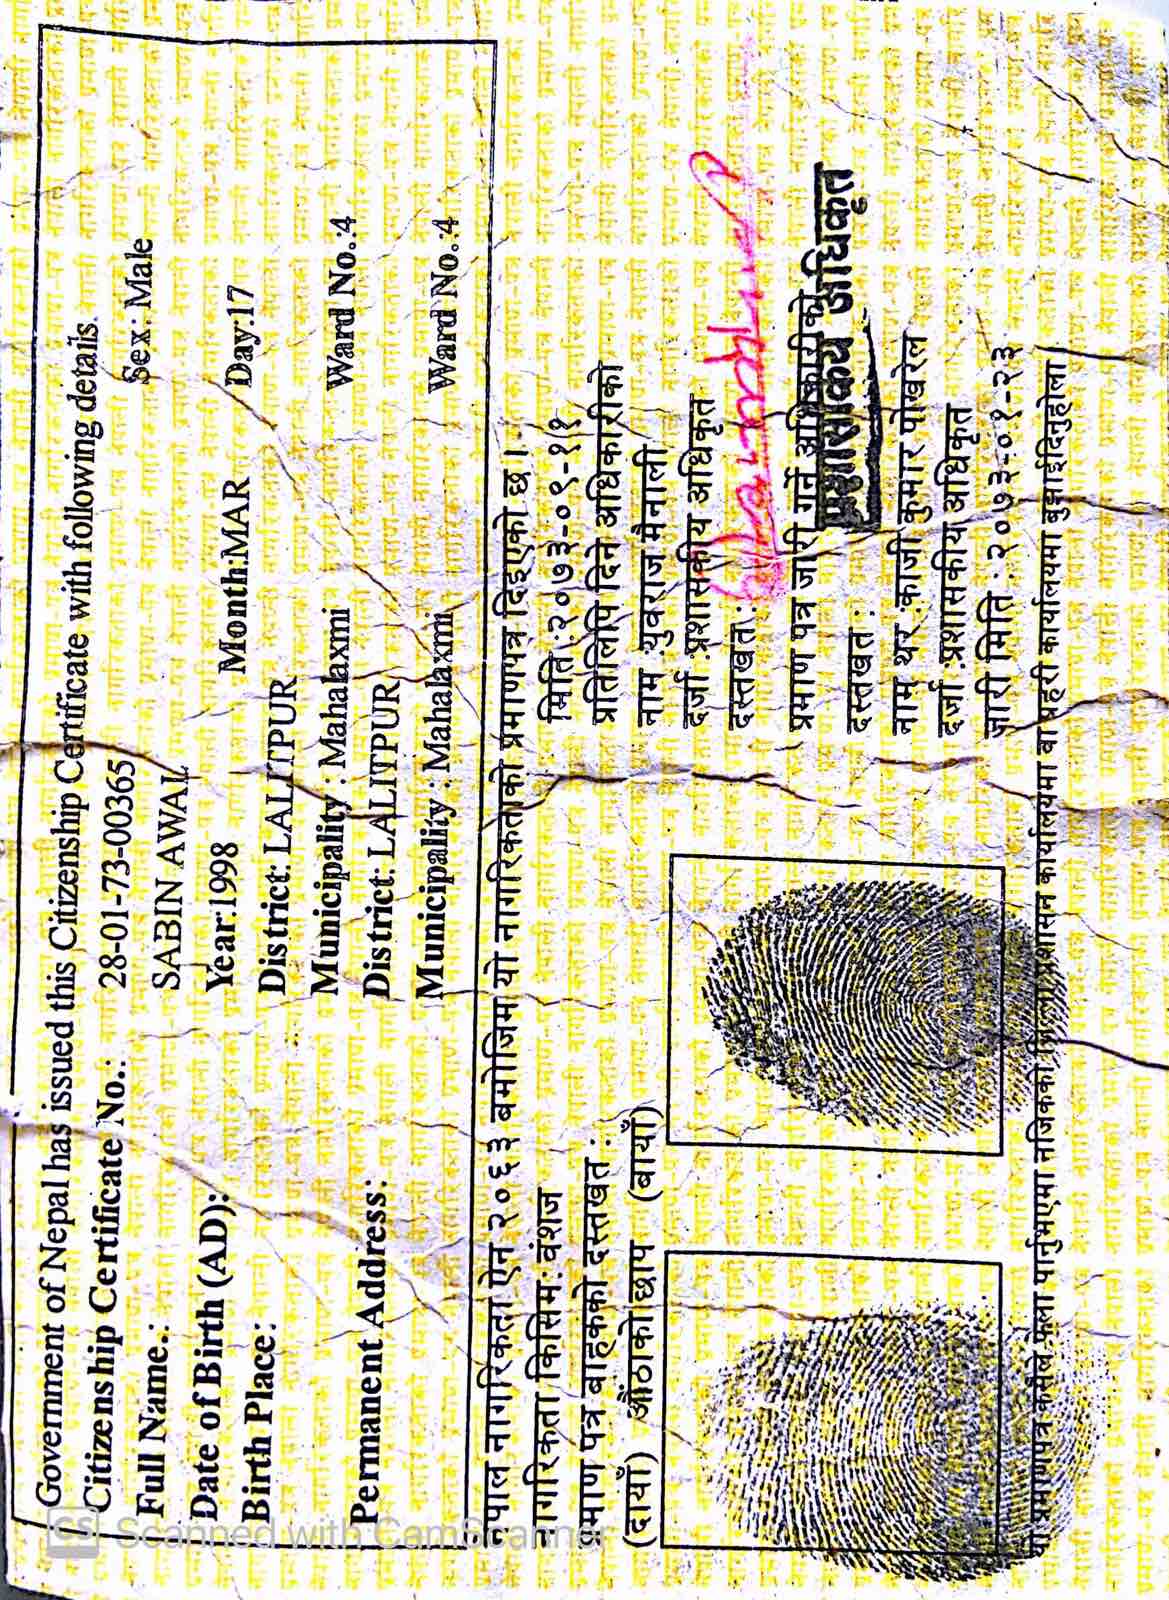 Government of Nepal has issued this Citizenship Certificate with following details.
Citizenship Certificate No.: 28-01-73-00365 Sex: Male
Full Name.: SABIN AWAL
Date of Birth (AD): Year:1998 Month:MAR Day:17
Birth Place: District: LALITPUR
Municipality : Mahalaxmi Ward No.:4
Permanent Address: District: LALITPUR
Municipality : Mahalaxmi Ward No.:4
नेपाल नागरिकता ऐन २०६३ बमोजिम यो नागरिकताको प्रमाणपत्र दिइएको छ।
नागरिकता किसिम: वंशज
प्रमाण पत्र वाहकको दस्तखत :
(दायाँ) औंठाको छाप (बायाँ)
मिति :२०७३-०९-११
प्रतिलिपि दिने अधिकारीको
नाम :युवराज मैनाली
दर्जा :प्रशासकीय अधिकृत
दस्तखत :
प्रमाण पत्र जारी गर्ने अधिकारीको
प्रशासकिय अधिकृत
दस्तखत :
नाम थर :काजी कुमार पोखरेल
दर्जा :प्रशासकीय अधिकृत
जारी मिति : २०७३-०१-२३
यो प्रमाणपत्र कसैले फेला पार्नुभएमा नजिकको जिल्ला प्रशासन कार्यालयमा वा प्रहरी कार्यालयमा बुझाईदिनुहोला
CS Scanned with CamScanner